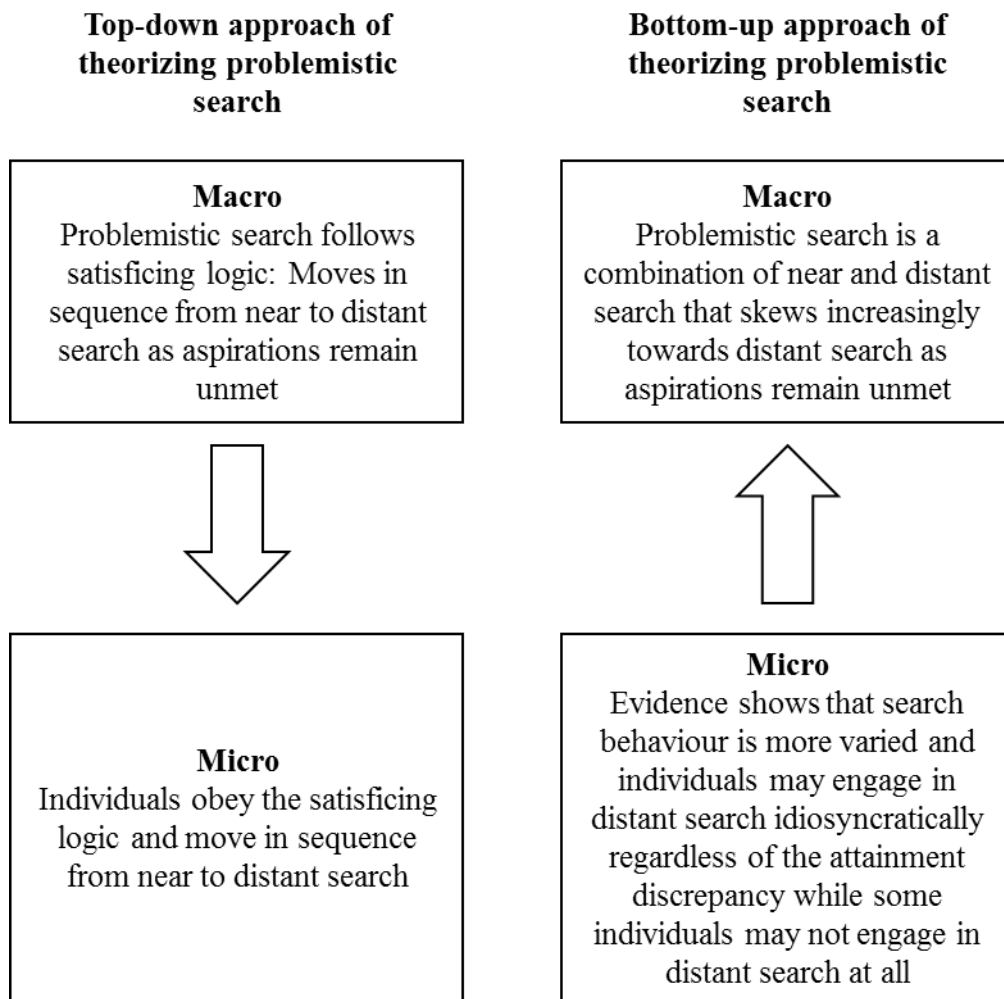 Top-down approach of
theorizing problemistic
search
Macro
Problemistic search follows
satisficing logic: Moves in
sequence from near to distant
search as aspirations remain
unmet
Micro
Individuals obey the satisficing
logic and move in sequence
from near to distant search
Bottom-up approach of
theorizing problemistic
search
Macro
Problemistic search is a
combination of near and distant
search that skews increasingly
towards distant search as
aspirations remain unmet
Micro
Evidence shows that search
behaviour is more varied and
individuals may engage in
distant search idiosyncratically
regardless of the attainment
discrepancy while some
individuals may not engage in
distant search at all